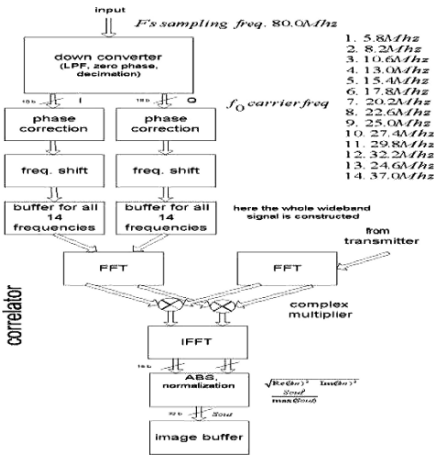 input
F's sampling freq. 80.0Mhz
down converter
(LPF, zero phase,
decimation)
1. 5.8Mhz
2. 8.2Mhz
3. 10.6Mhz
4. 13.0Mhz
5. 15.4Mhz
6. 17.8Mhz
7. 20.2Mhz
8. 22.6Mhz
9. 25.0Mhz
10. 27.4Mhz
11. 29.8Mhz
12. 32.2Mhz
13. 24.6Mhz
14. 37.0Mhz
I
Q
f0 carrier freq
phase
correction
phase
correction
freq. shift
freq. shift
buffer for all
14
frequencies
buffer for all
14
frequencies
here the whole wideband
signal is constructed
from
transmitter
FFT
FFT
correlator
complex
multiplier
IFFT
ABS,
normalization
Sout
max(Sout)
Sout
image buffer